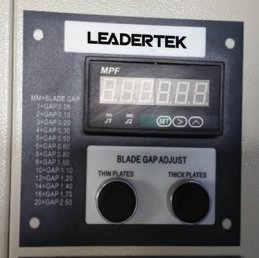 LEADERTEK
MPF
J1 J2 SET
MM=BLADE GAP
1=GAP 0.05
2=GAP 0.10
3=GAP 0.20
4=GAP 0.30
5=GAP 0.50
6=GAP 0.60
8=GAP 0.80
9=GAP 1.00
10=GAP 1.10
12=GAP 1.20
14=GAP 1.40
16=GAP 1.70
20=GAP 2.50
BLADE GAP ADJUST
THIN PLATES THICK PLATES